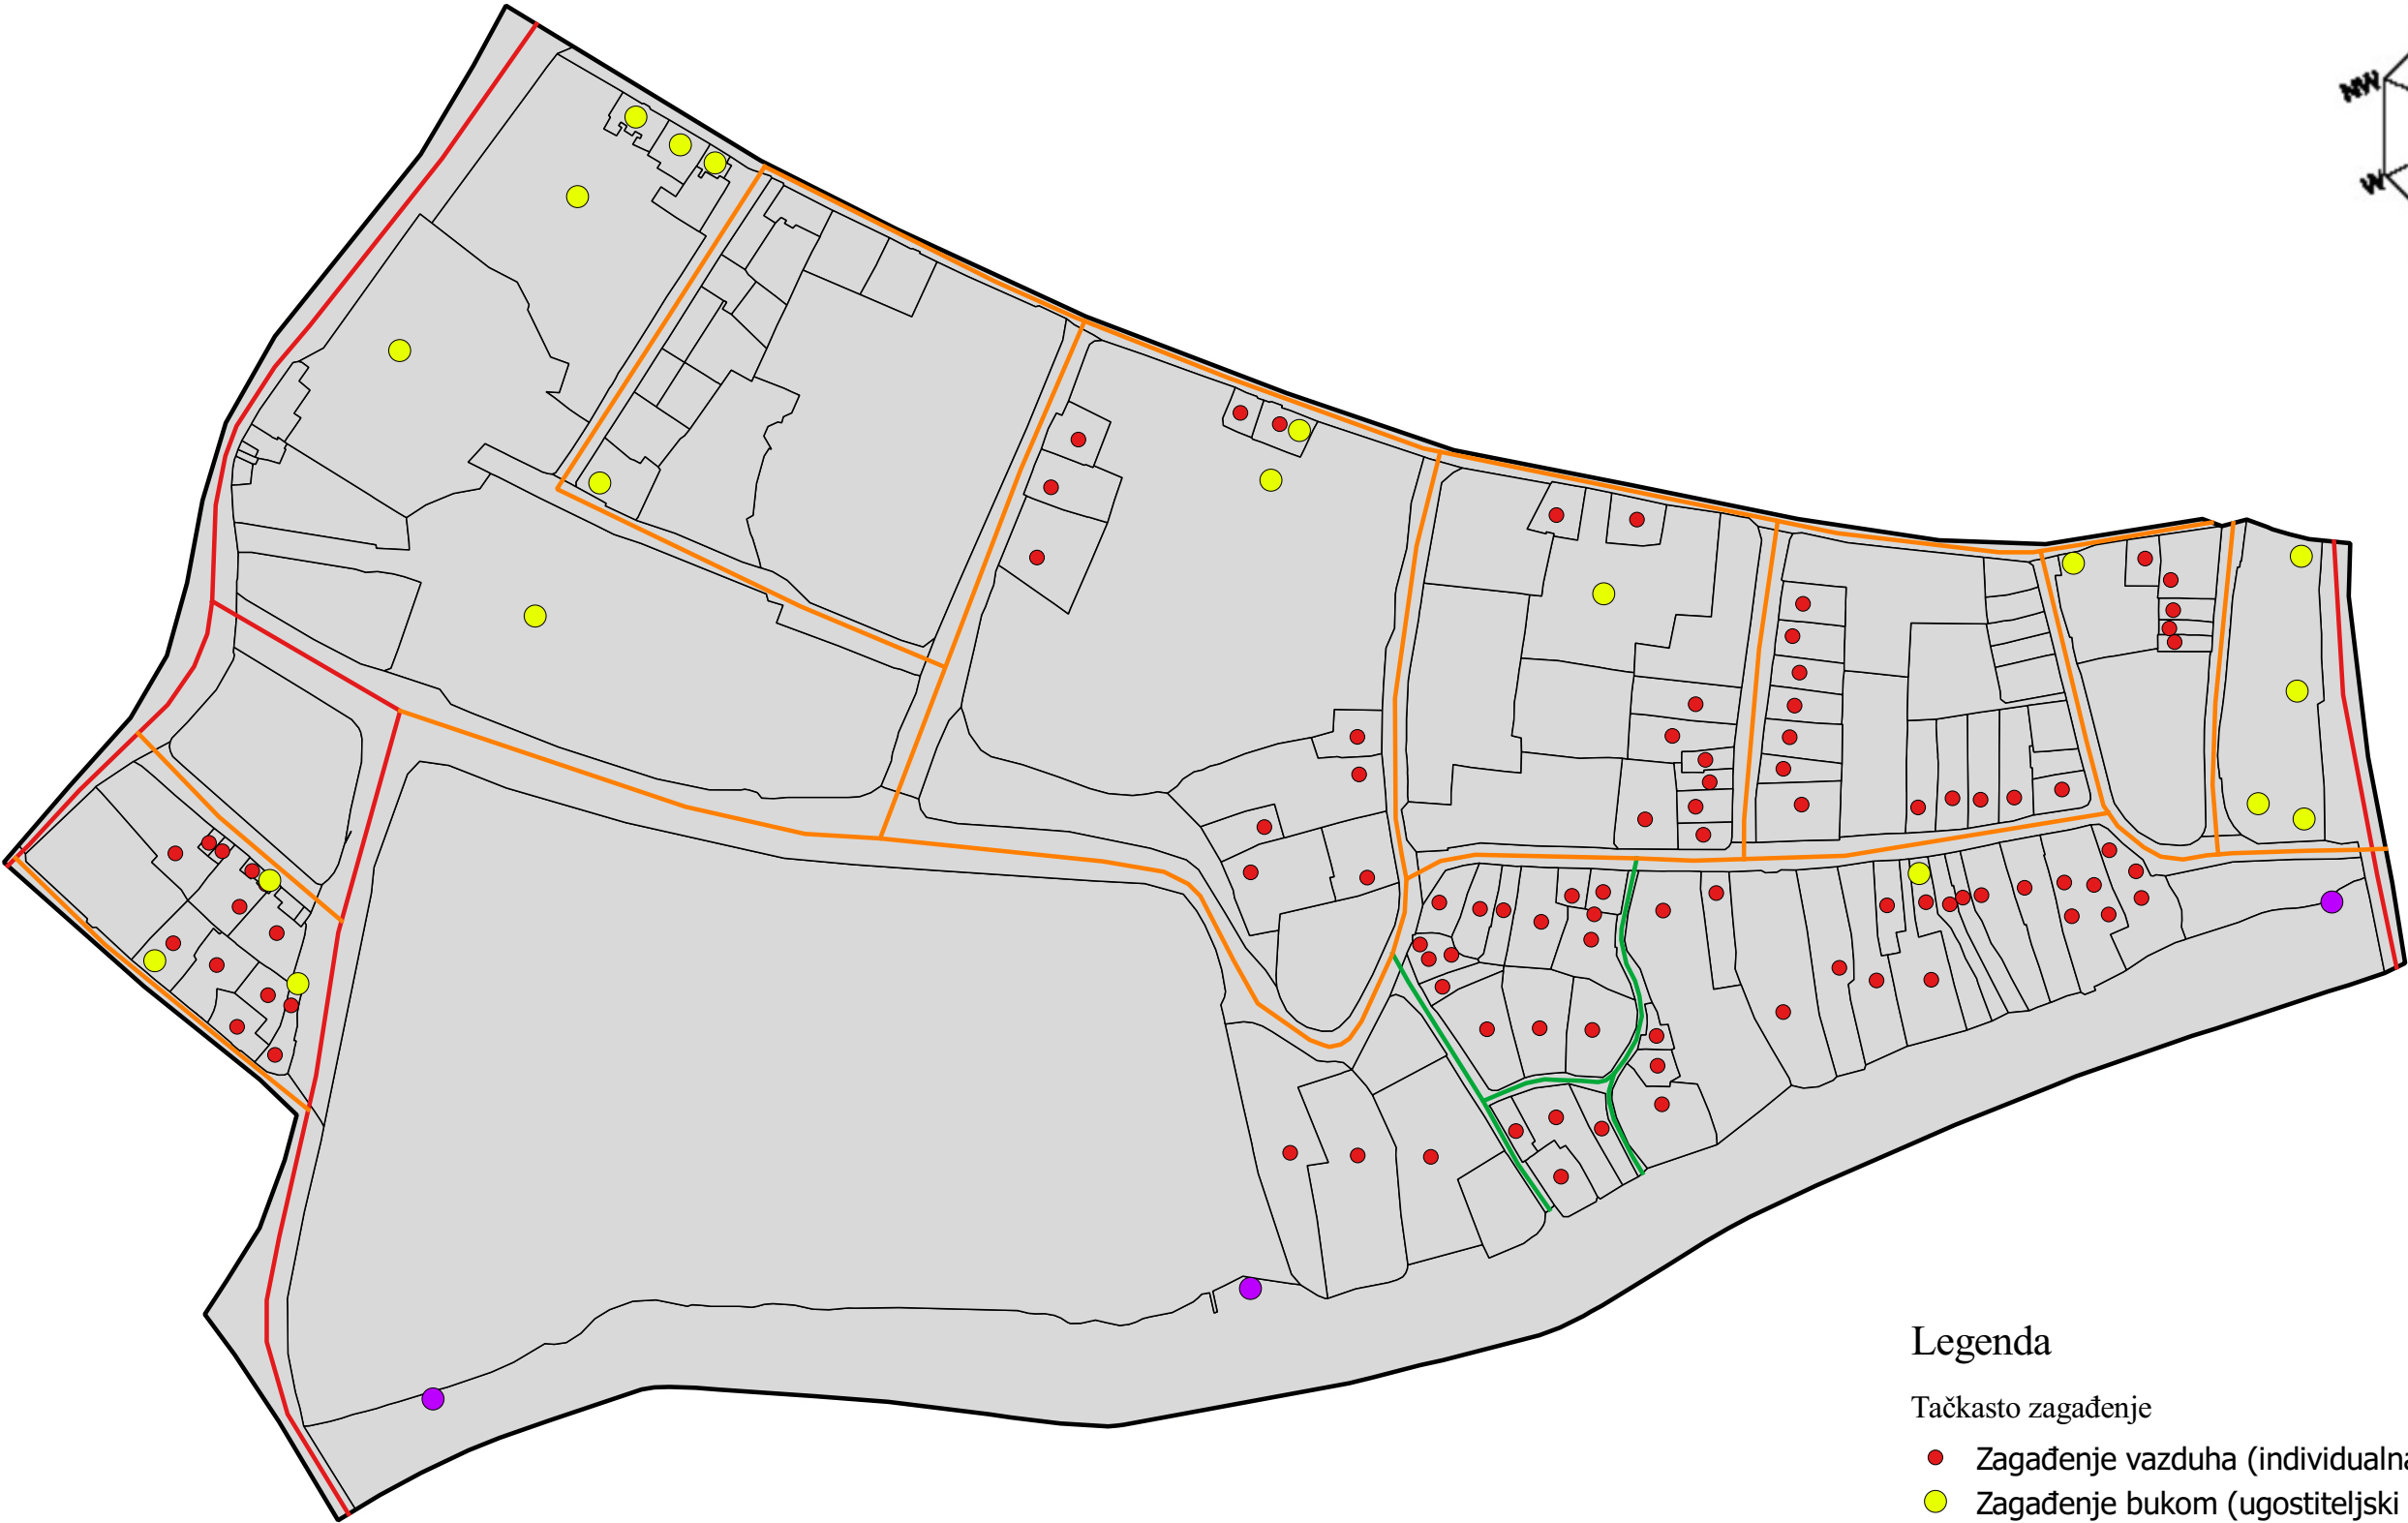 NW
W
Legenda
Tačkasto zagađenje
Zagađenje vazduha (individualna
Zagađenje bukom (ugostiteljski